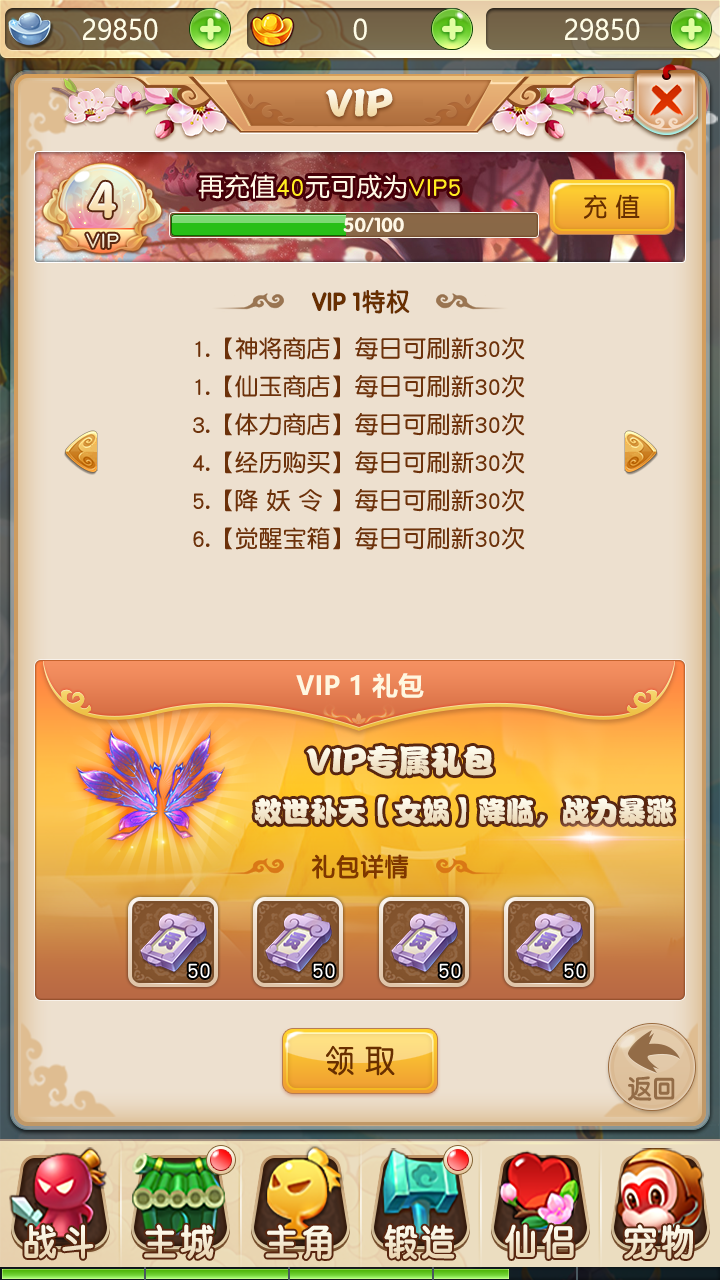 29850 0 29850
VIP
4
VIP
再充值40元可成为VIP5
50/100
充值
VIP 1特权
1.【神将商店】每日可刷新30次
1.【仙玉商店】每日可刷新30次
3.【体力商店】每日可刷新30次
4.【经历购买】每日可刷新30次
5.【降 妖 令 】每日可刷新30次
6.【觉醒宝箱】每日可刷新30次
VIP 1 礼包
VIP专属礼包
救世补天【女娲】降临，战力暴涨
礼包详情
50 50 50 50
领取
返回
战斗 主城 主角 锻造 仙侣 宠物